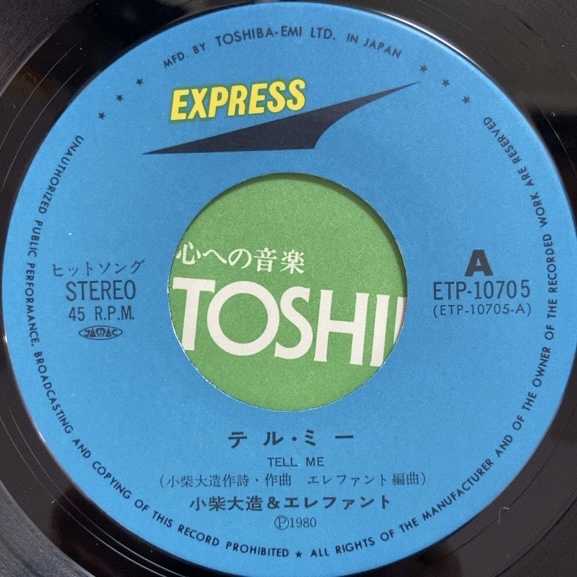 MFD. BY TOSHIBA-EMI LTD. IN JAPAN
EXPRESS
ヒットソング
STEREO
45 R.P.M.
JASRAC
A
ETP-10705
(ETP-10705-A)
心への音楽
TOSHI
テル・ミー
TELL ME
(小柴大造作詩・作曲 エレファント編曲)
小柴大造&エレファント
Ⓟ1980
UNAUTHORIZED PUBLIC PERFORMANCE, BROADCASTING AND COPYING OF THIS RECORD PROHIBITED ★ ALL RIGHTS OF THE MANUFACTURER AND OF THE OWNER OF THE RECORDED WORK ARE RESERVED